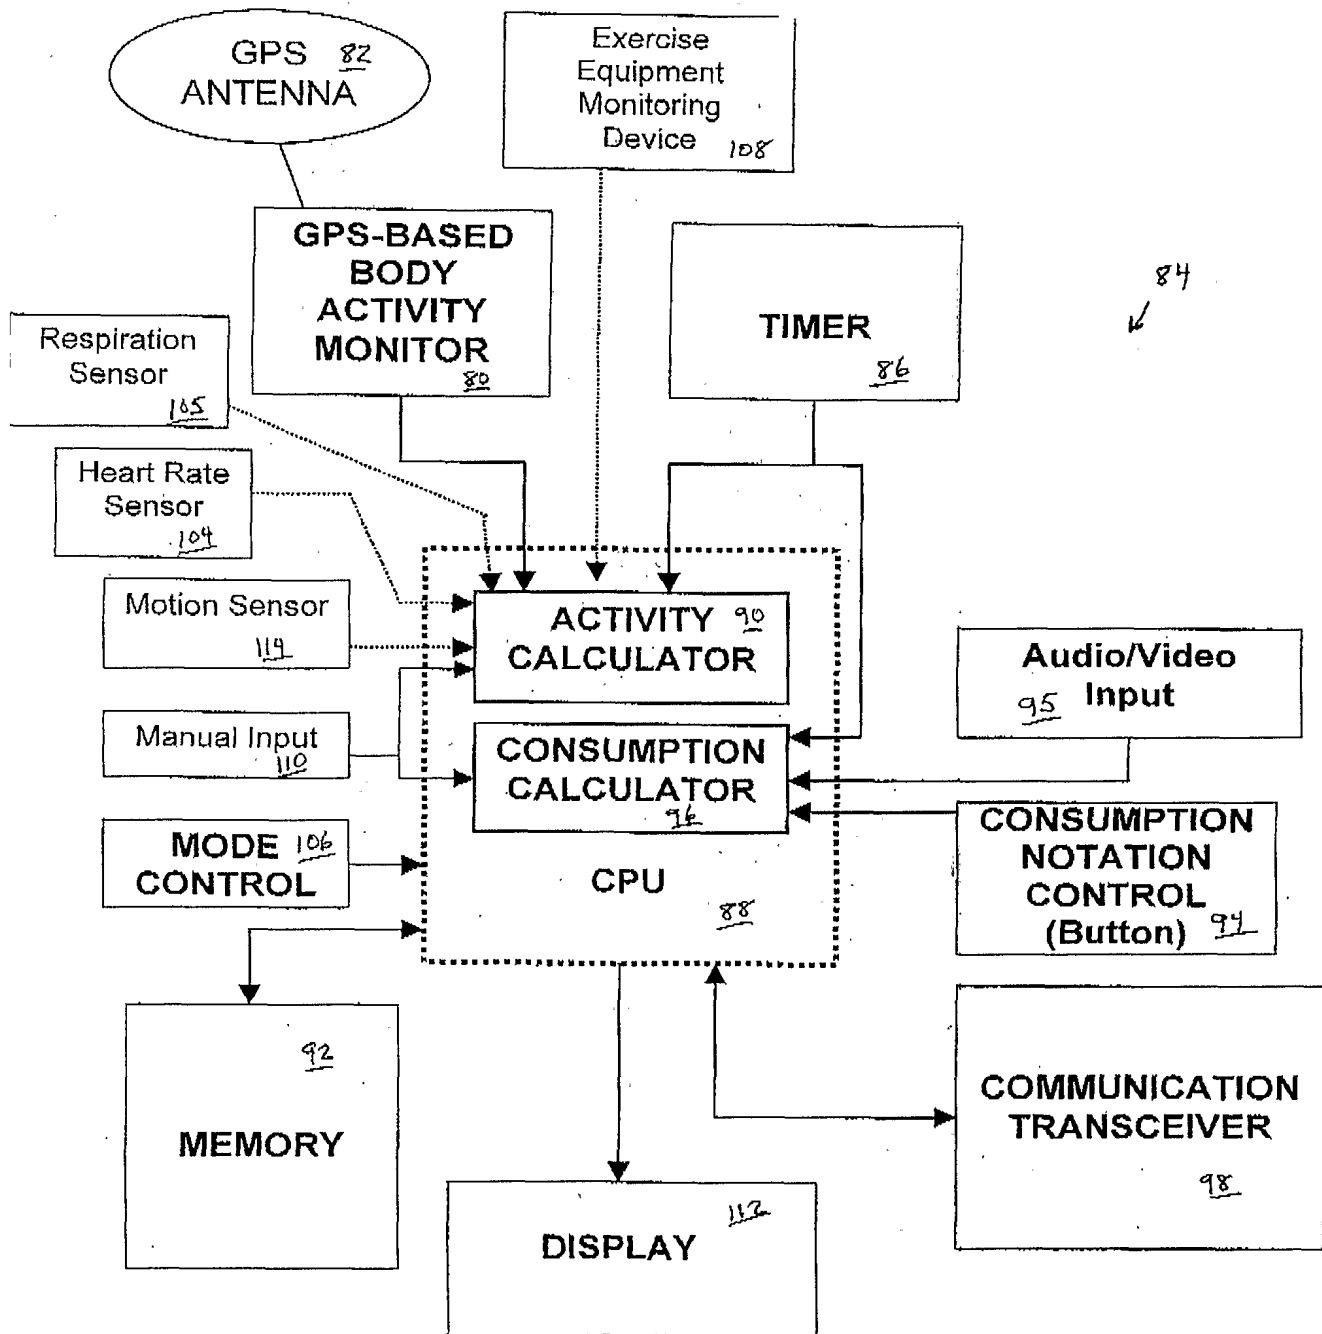 GPS 82
ANTENNA
Exercise
Equipment
Monitoring
Device 108
GPS-BASED
BODY
ACTIVITY
MONITOR
80
TIMER
86
84
Respiration
Sensor
105
Heart Rate
Sensor
104
Motion Sensor
114
Manual Input
110
MODE 106
CONTROL
ACTIVITY 90
CALCULATOR
CONSUMPTION
CALCULATOR
96
CPU
88
Audio/Video
95 Input
CONSUMPTION
NOTATION
CONTROL
(Button) 94
92
MEMORY
COMMUNICATION
TRANSCEIVER
98
112
DISPLAY